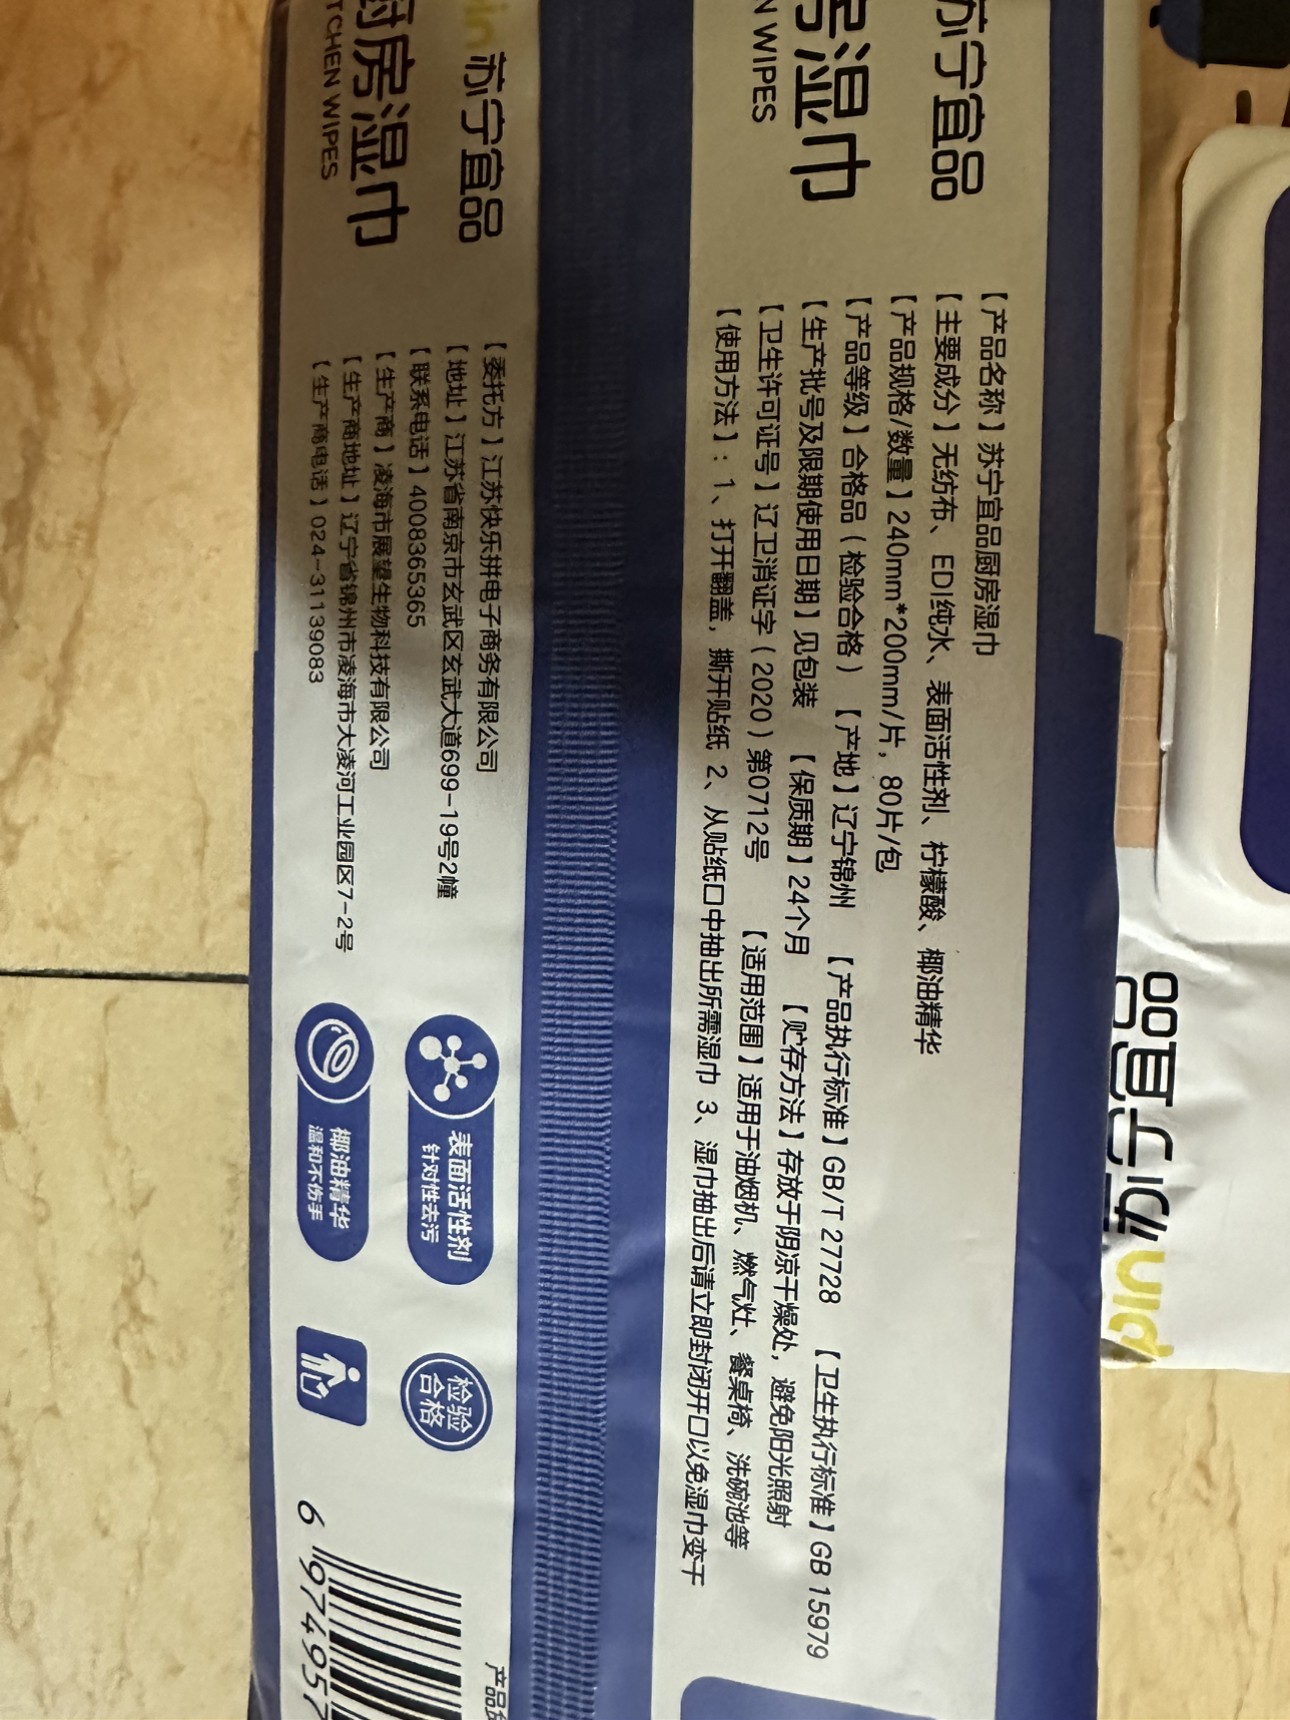 苏宁宜品
房湿巾
N WIPES
【产品名称】苏宁宜品厨房湿巾
【主要成分】无纺布、EDI纯水、表面活性剂、柠檬酸、椰油精华
【产品规格/数量】240mm*200mm/片，80片/包
【产品等级】合格品（检验合格） 【产地】辽宁锦州 【产品执行标准】GB/T 27728 【卫生执行标准】GB 15979
【生产批号及限期使用日期】见包装 【保质期】24个月 【贮存方法】存放于阴凉干燥处，避免阳光照射
【卫生许可证号】辽卫消证字（2020）第0712号 【适用范围】适用于油烟机、燃气灶、餐桌椅、洗碗池等
【使用方法】：1、打开翻盖，撕开贴纸 2、从贴纸口中抽出所需湿巾 3、湿巾抽出后请立即封闭开口以免湿巾变干
pin 苏宁宜品
厨房湿巾
TCHEN WIPES
【委托方】江苏快乐拼电子商务有限公司
【地址】江苏省南京市玄武区玄武大道699-19号2幢
【联系电话】4008365365
【生产商】凌海市展望生物科技有限公司
【生产商地址】辽宁省锦州市凌海市大凌河工业园区7-2号
【生产商电话】024-31139083
表面活性剂
针对性去污
椰油精华
温和不伤手
检验
合格
产品
6 974957
pin 苏宁宜品